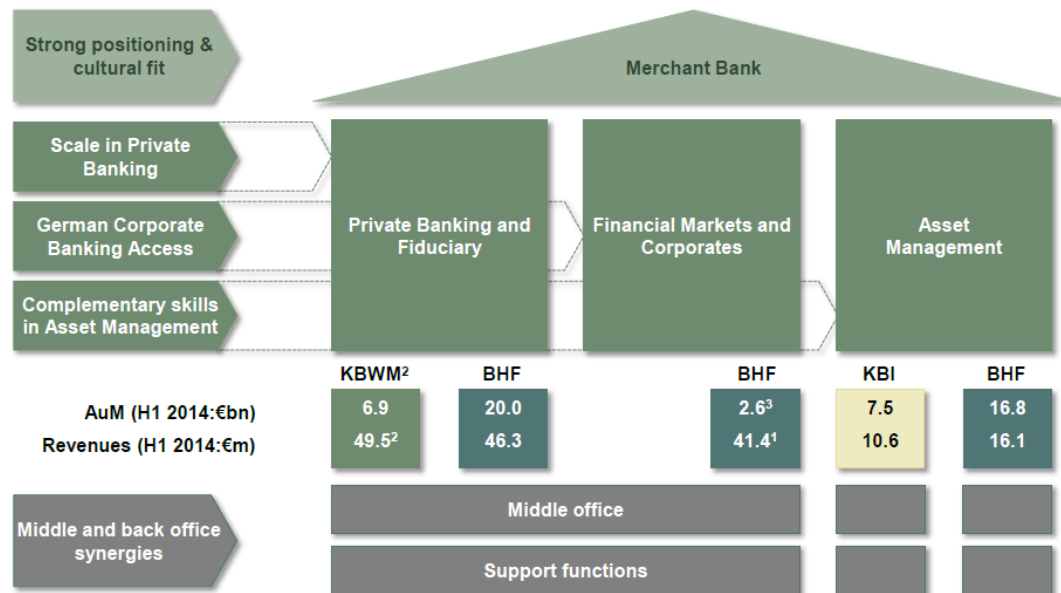 Strong positioning &
cultural fit
Merchant Bank
Scale in Private
Banking
German Corporate
Banking Access
Complementary skills
in Asset Management
Private Banking and
Fiduciary
Financial Markets and
Corporates
Asset
Management
KBWM² BHF BHF KBI BHF
AuM (H1 2014:€bn) 6.9 20.0 2.6³ 7.5 16.8
Revenues (H1 2014:€m) 49.5² 46.3 41.4¹ 10.6 16.1
Middle and back office
synergies
Middle office
Support functions